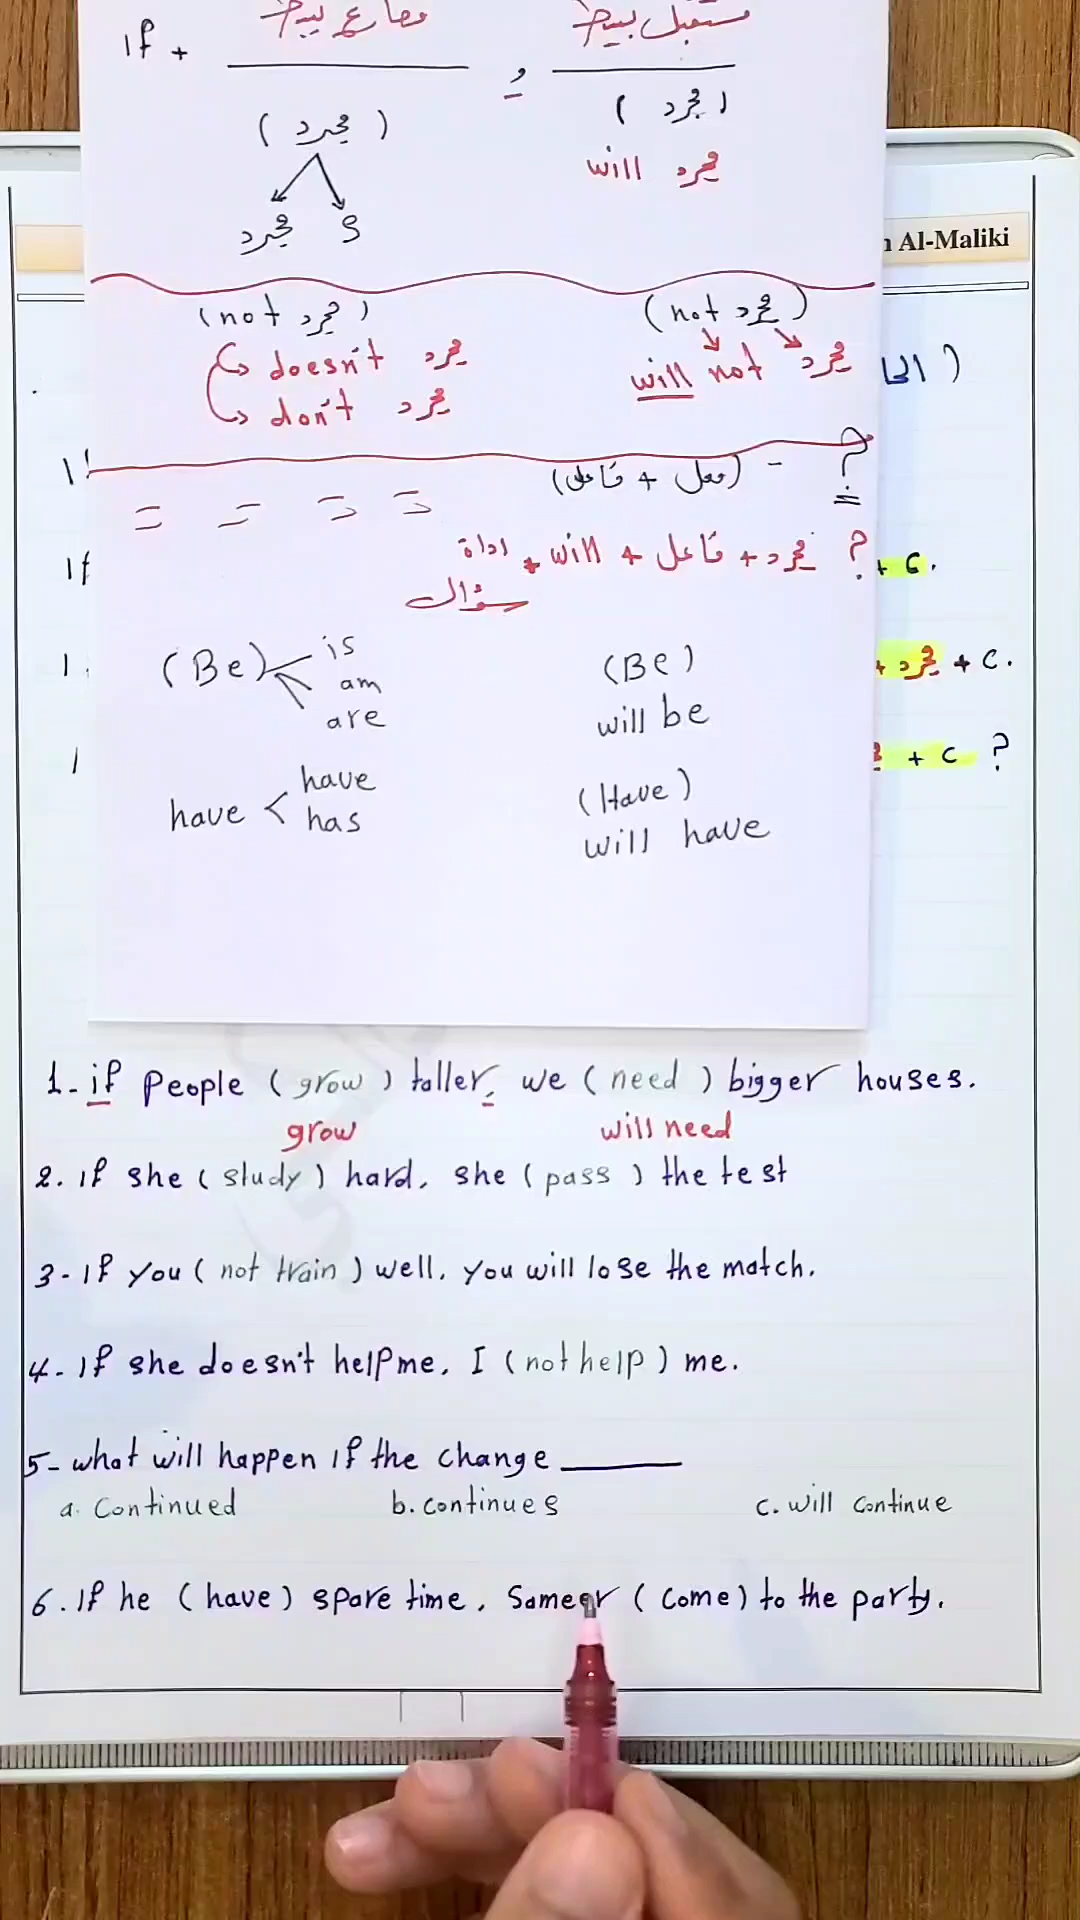 If + مضارع بسيط , مستقبل بسيط
( مجرد ) ( مجرد )
will مجرد
مجرد s
Al-Maliki
(not مجرد) (not مجرد)
doesn't مجرد will not مجرد
don't مجرد
(فعل + فاعل) - ?
? مجرد + فاعل + will + اداة
سؤال
+ c.
+ مجرد + c.
+ c ?
(Be) is
am
are
(Be)
will be
have < have
has
(Have)
will have
1- if people ( grow ) taller, we ( need ) bigger houses.
grow will need
2. If she ( study ) hard, she ( pass ) the test
3- If you ( not train ) well, you will lose the match.
4- If she doesn't help me, I ( not help ) me.
5- what will happen if the change ______
a. continued b. continues c. will continue
6. If he ( have ) spare time, Sameer ( come ) to the party.